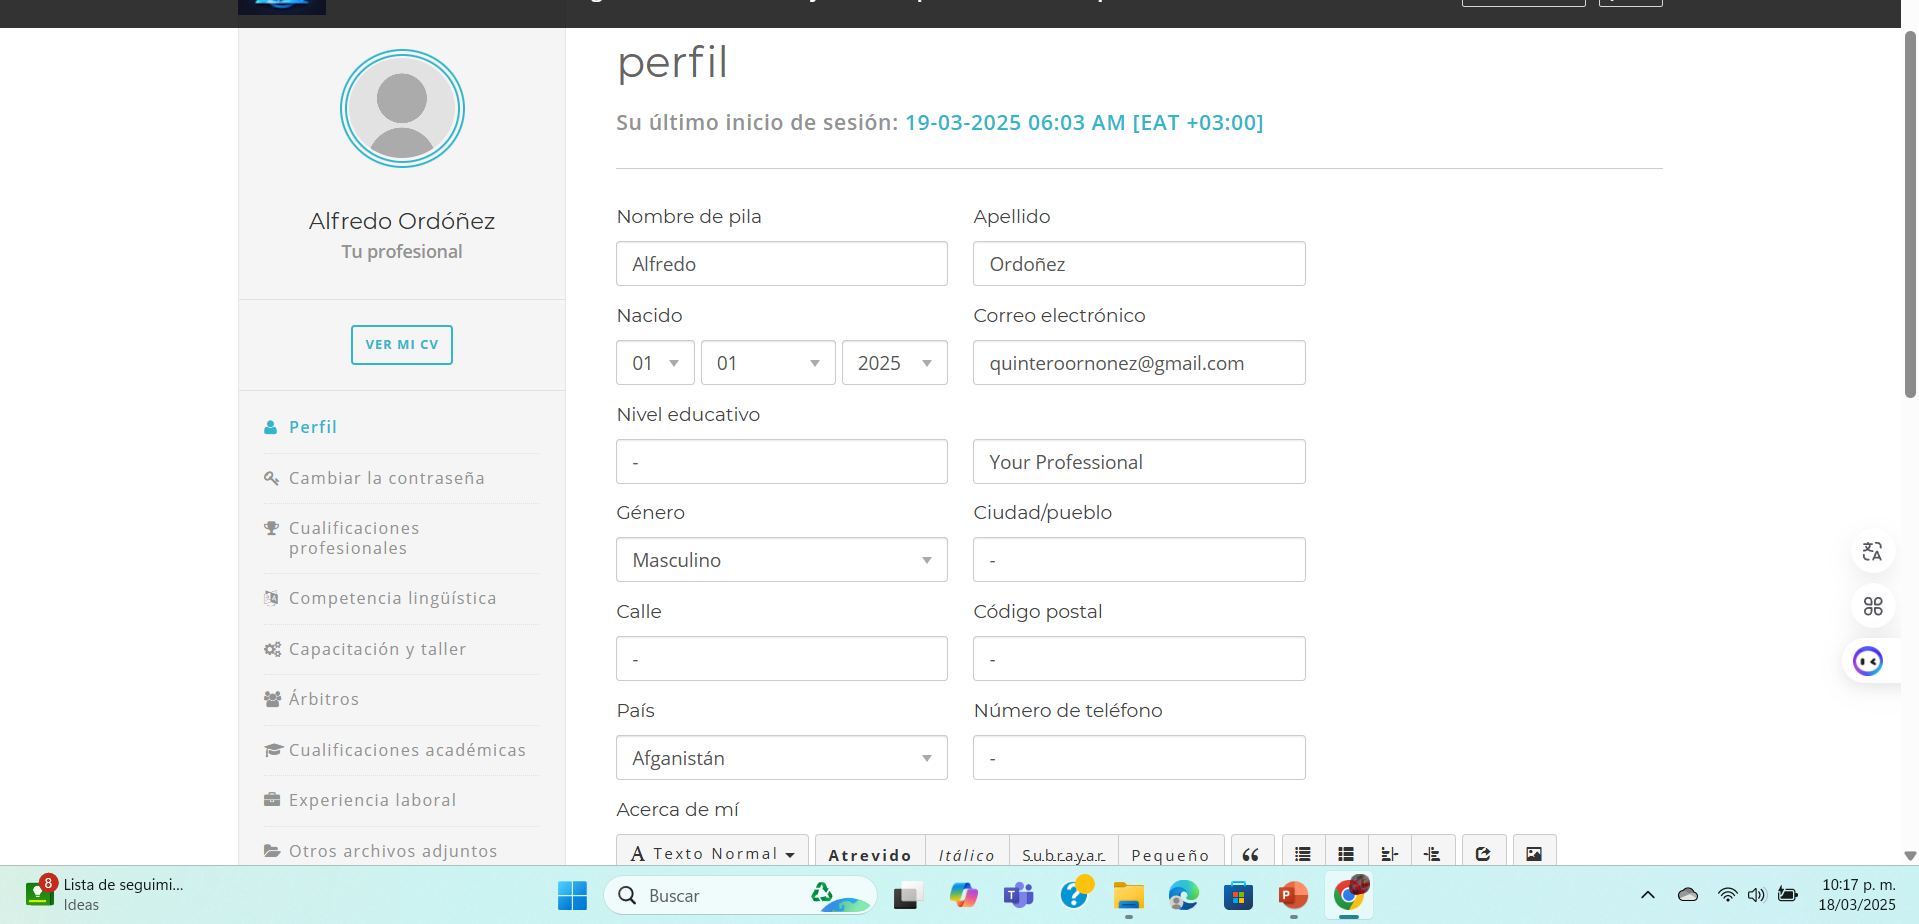 perfil
Su último inicio de sesión: 19-03-2025 06:03 AM [EAT +03:00]
Alfredo Ordóñez
Tu profesional
VER MI CV
Perfil
Cambiar la contraseña
Cualificaciones
profesionales
Competencia lingüística
Capacitación y taller
Árbitros
Cualificaciones académicas
Experiencia laboral
Otros archivos adjuntos
Nombre de pila Apellido
Alfredo Ordoñez
Nacido Correo electrónico
01 01 2025 quinteroornonez@gmail.com
Nivel educativo
- Your Professional
Género Ciudad/pueblo
Masculino -
Calle Código postal
- -
País Número de teléfono
Afganistán -
Acerca de mí
A Texto Normal Atrevido Itálico Subrayar Pequeño
8 Lista de seguimi...
Ideas
Buscar
10:17 p. m.
18/03/2025